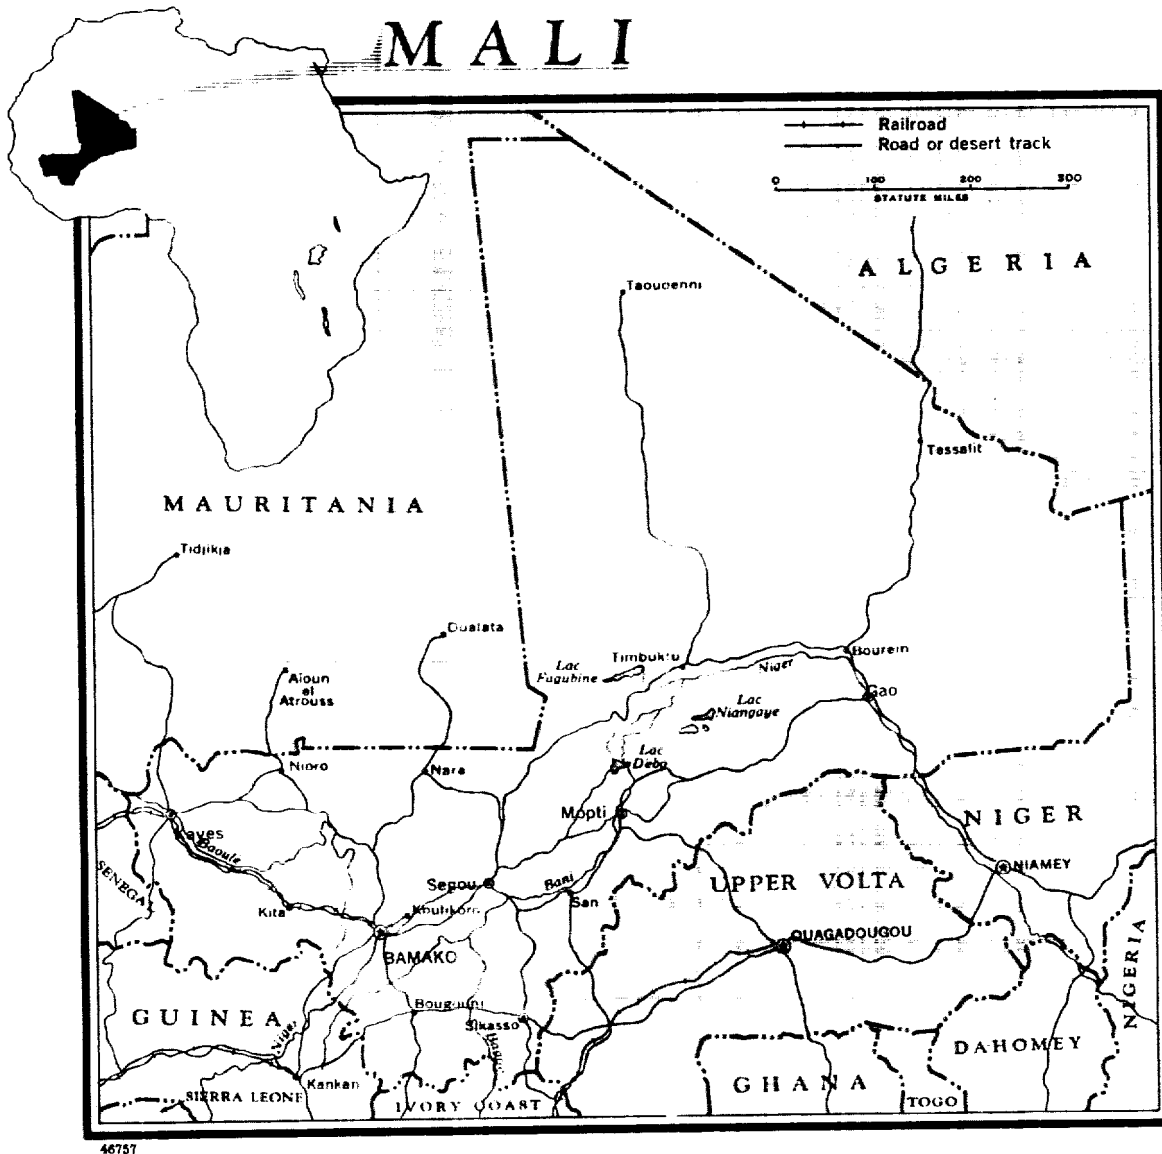 MALI
Railroad
Road or desert track
0 100 200 300
STATUTE MILES
ALGERIA
Taoudenni
Tessalit
MAURITANIA
Tidjikja
Oualata
Aïoun
el
Atrouss
Lac
Faguibine
Timbuktu
Niger
Bourem
Gao
Lac
Niangaye
Lac
Debo
Nioro
Nara
Mopti
NIGER
Kayes
Baoule
SENEGAL
NIAMEY
UPPER VOLTA
Segou
Bani
San
Kita
Koulikoro
BAMAKO
OUAGADOUGOU
NIGERIA
GUINEA
Niger
Bougouni
Sikasso
DAHOMEY
Kankan
SIERRA LEONE
IVORY COAST
GHANA
TOGO
46757